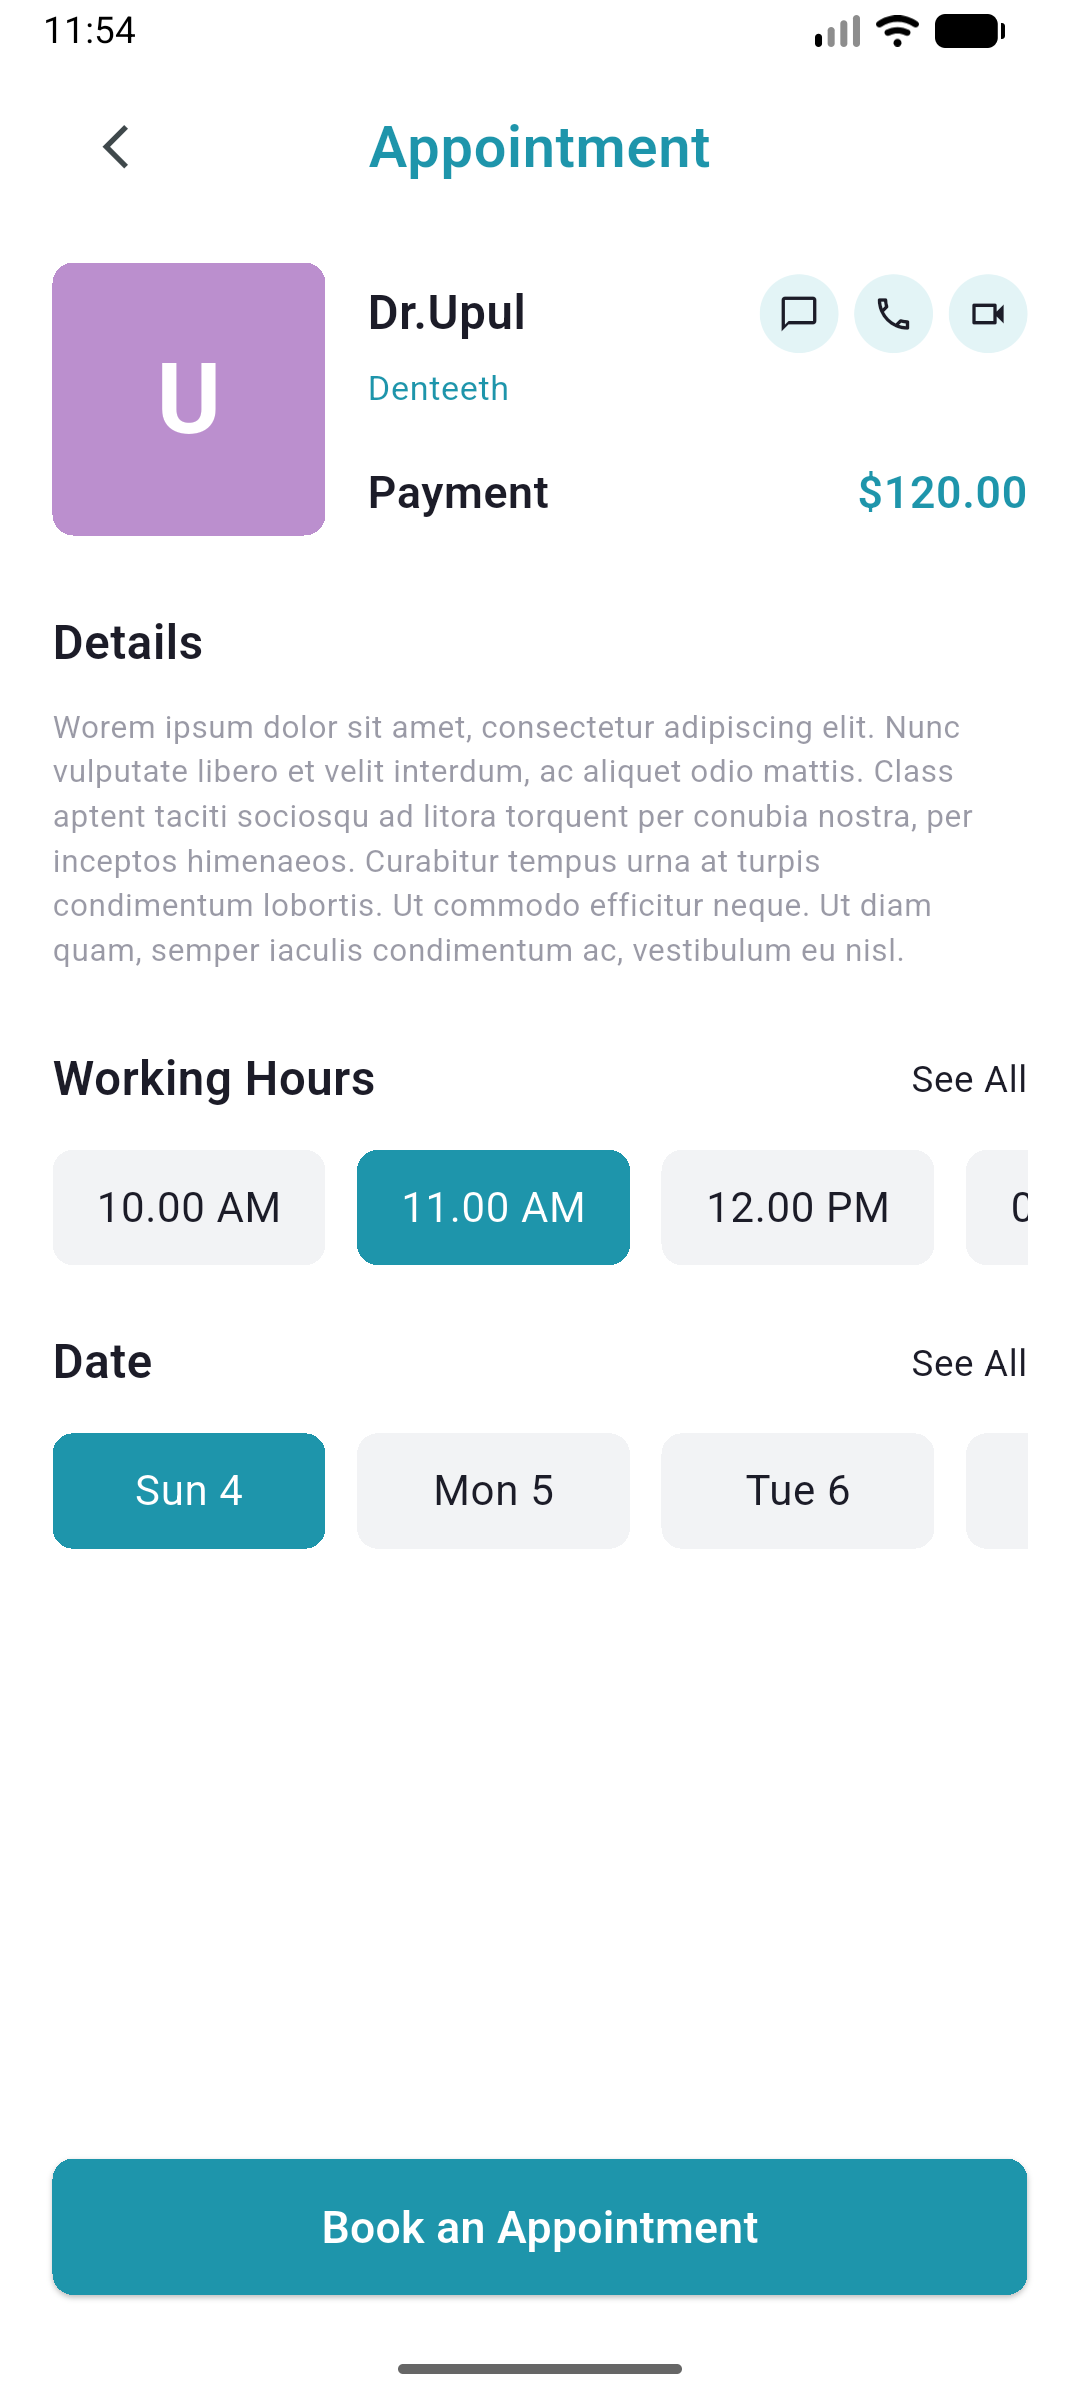 11:54
Appointment
U
Dr.Upul
Denteeth
Payment
$120.00
Details
Worem ipsum dolor sit amet, consectetur adipiscing elit. Nunc
vulputate libero et velit interdum, ac aliquet odio mattis. Class
aptent taciti sociosqu ad litora torquent per conubia nostra, per
inceptos himenaeos. Curabitur tempus urna at turpis
condimentum lobortis. Ut commodo efficitur neque. Ut diam
quam, semper iaculis condimentum ac, vestibulum eu nisl.
Working Hours
See All
10.00 AM
11.00 AM
12.00 PM
Date
See All
Sun 4
Mon 5
Tue 6
Book an Appointment